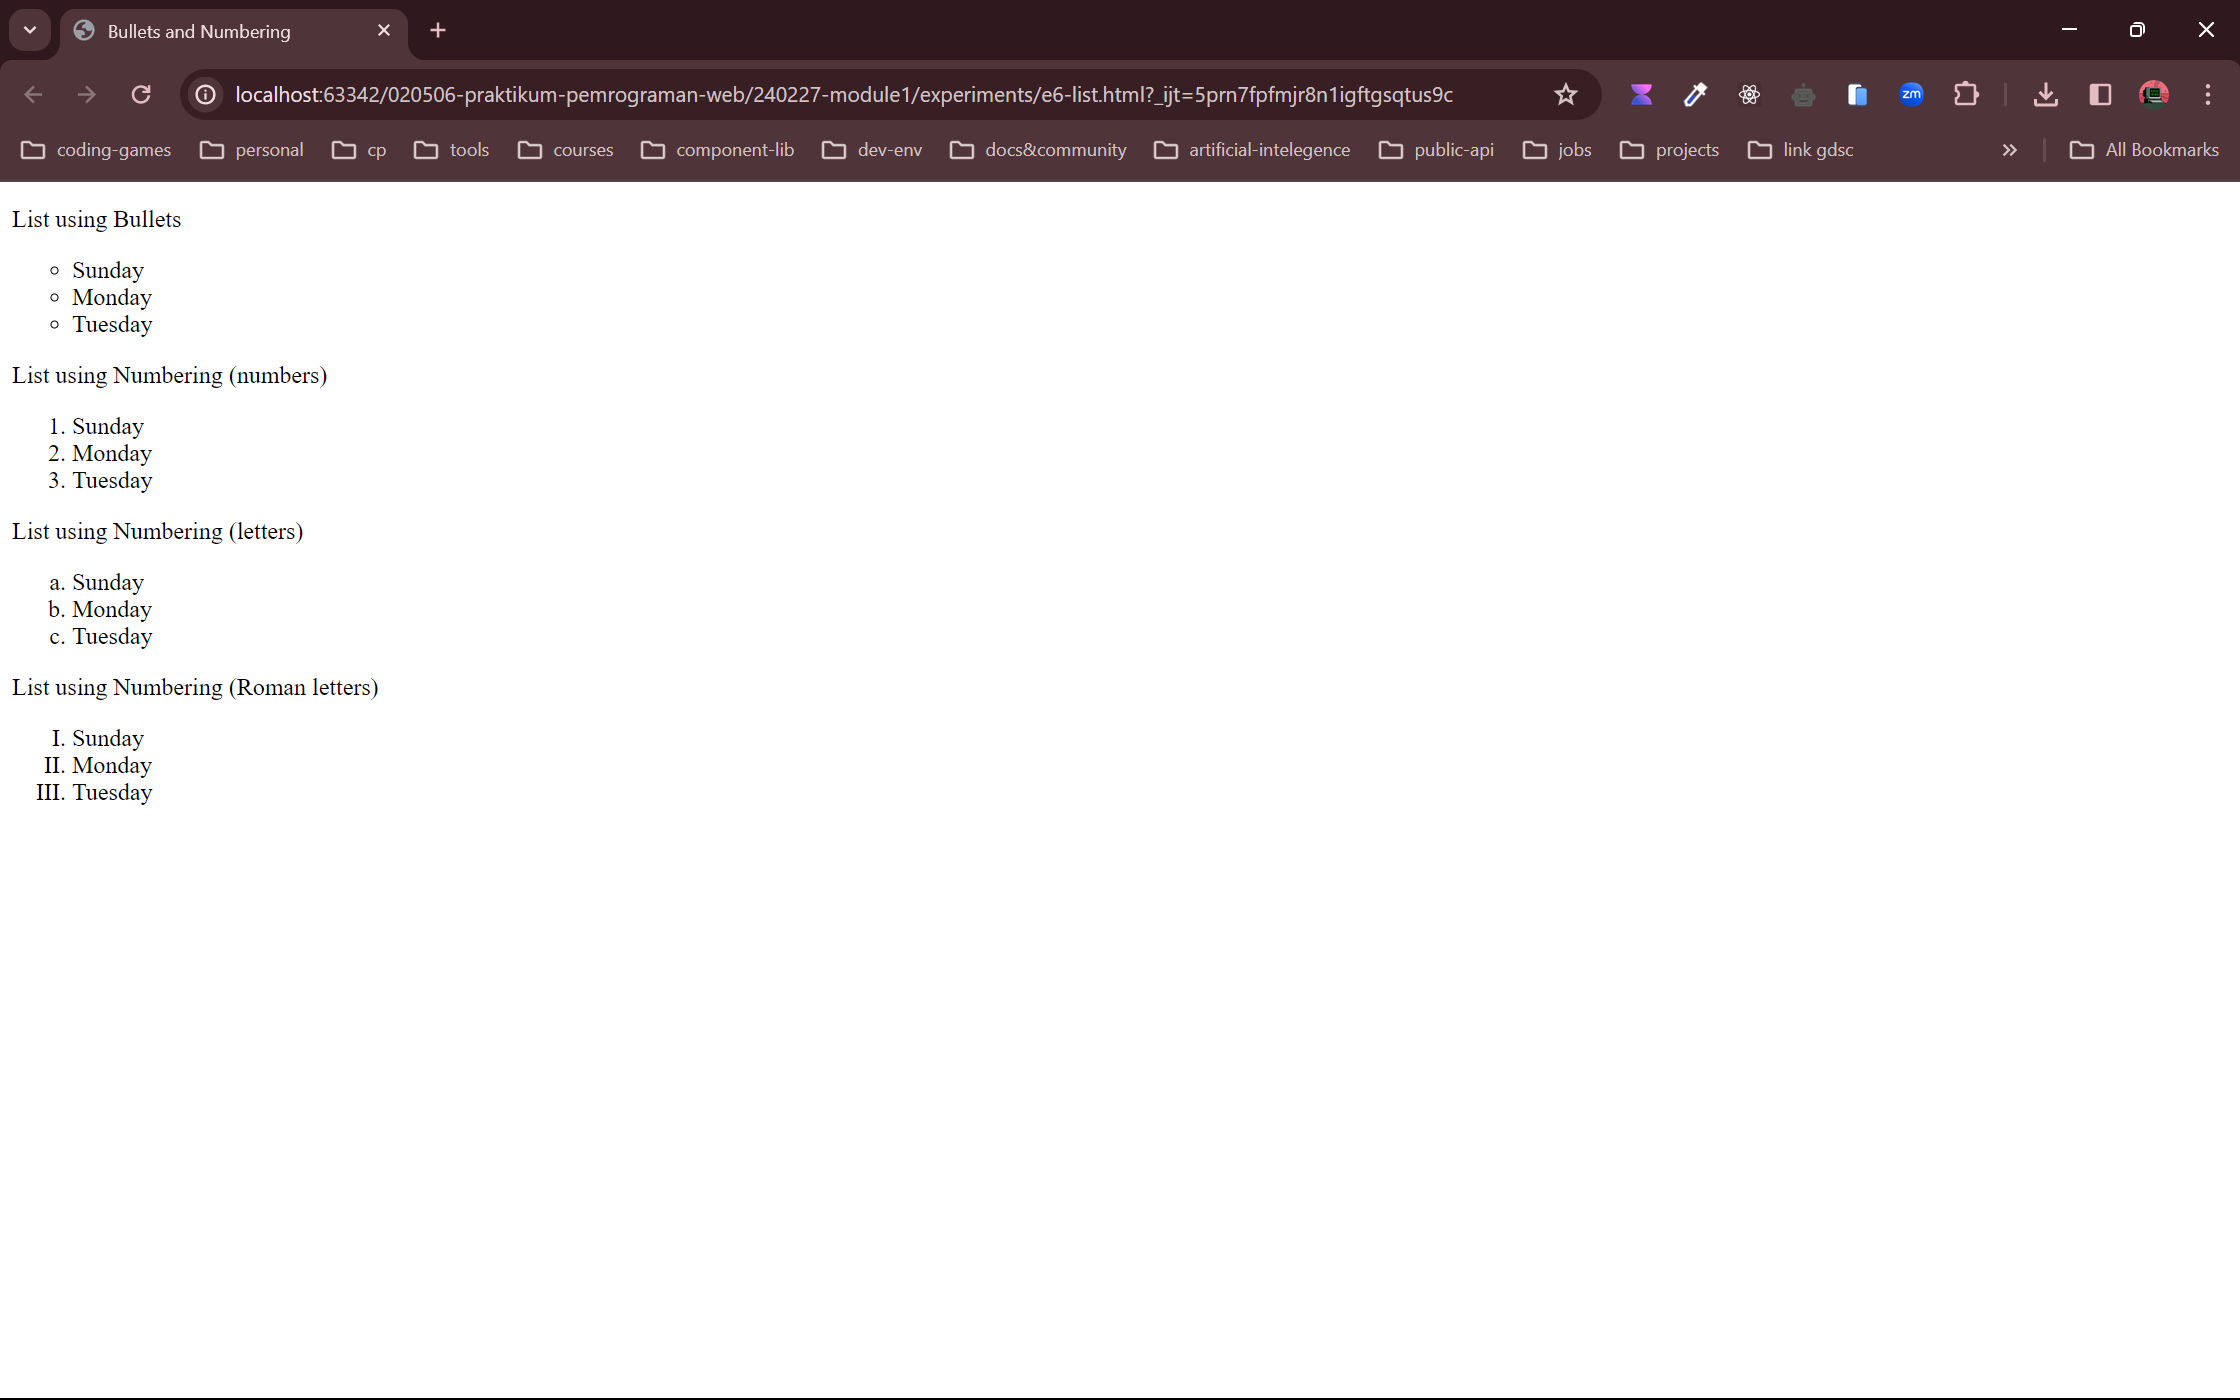 Bullets and Numbering
localhost:63342/020506-praktikum-pemrograman-web/240227-module1/experiments/e6-list.html?_ijt=5prn7fpfmjr8n1igftgsqtus9c
zm
coding-games personal cp tools courses component-lib dev-env docs&community artificial-intelegence public-api jobs projects link gdsc » All Bookmarks
List using Bullets
Sunday
Monday
Tuesday
List using Numbering (numbers)
1. Sunday
2. Monday
3. Tuesday
List using Numbering (letters)
a. Sunday
b. Monday
c. Tuesday
List using Numbering (Roman letters)
I. Sunday
II. Monday
III. Tuesday